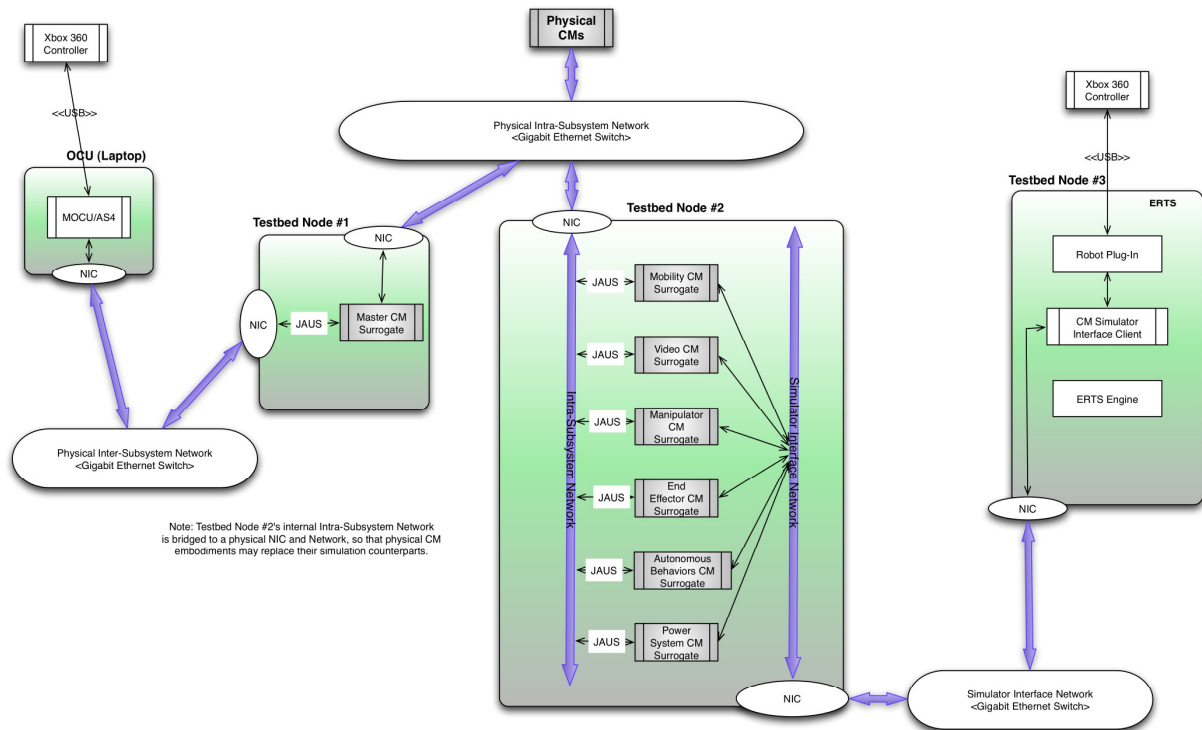 Physical
CMs
Xbox 360
Controller
<<USB>>
OCU (Laptop)
MOCU/AS4
NIC
Physical Intra-Subsystem Network
<Gigabit Ethernet Switch>
Xbox 360
Controller
<<USB>>
Testbed Node #1
NIC
NIC
JAUS
Master CM
Surrogate
Physical Inter-Subsystem Network
<Gigabit Ethernet Switch>
Note: Testbed Node #2's internal Intra-Subsystem Network
is bridged to a physical NIC and Network, so that physical CM
embodiments may replace their simulation counterparts.
Testbed Node #2
NIC
Intra-Subsystem Network
JAUS
Mobility CM
Surrogate
JAUS
Video CM
Surrogate
JAUS
Manipulator
CM
Surrogate
JAUS
End
Effector CM
Surrogate
JAUS
Autonomous
Behaviors CM
Surrogate
JAUS
Power
System CM
Surrogate
Simulator Interface Network
NIC
Testbed Node #3
ERTS
Robot Plug-In
CM Simulator
Interface Client
ERTS Engine
NIC
Simulator Interface Network
<Gigabit Ethernet Switch>